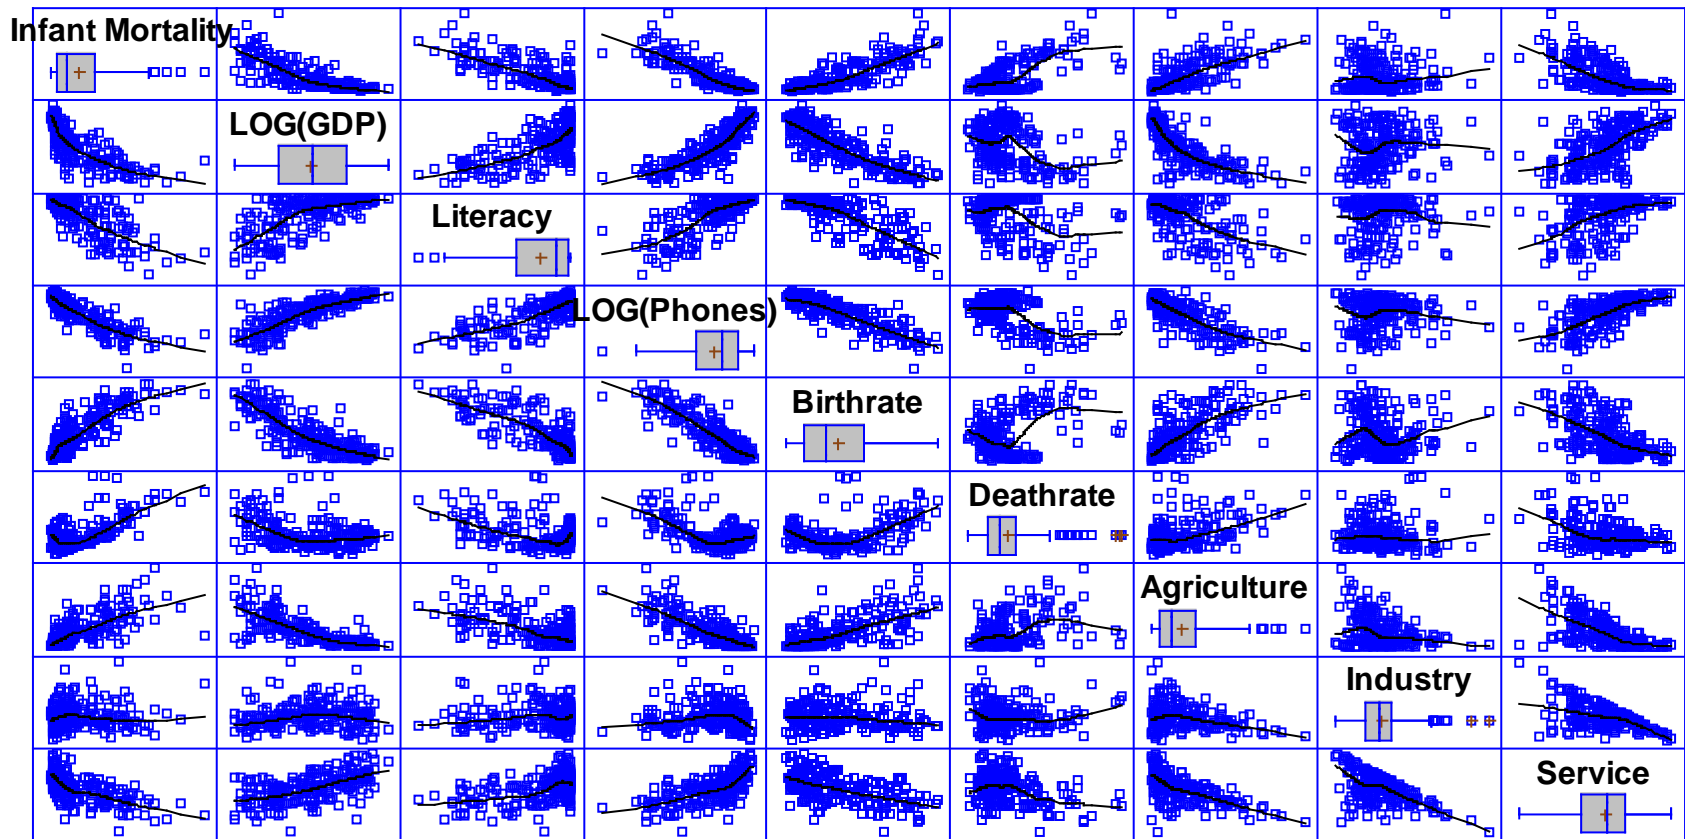 Infant Mortality
LOG(GDP)
Literacy
LOG(Phones)
Birthrate
Deathrate
Agriculture
Industry
Service